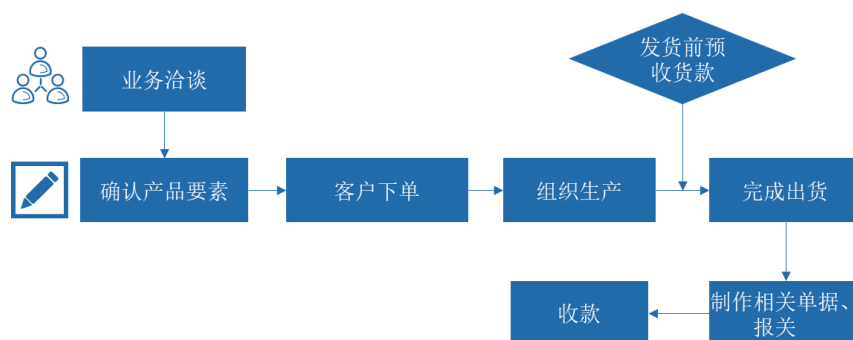 业务洽谈
发货前预
收货款
确认产品要素
客户下单
组织生产
完成出货
收款
制作相关单据、
报关